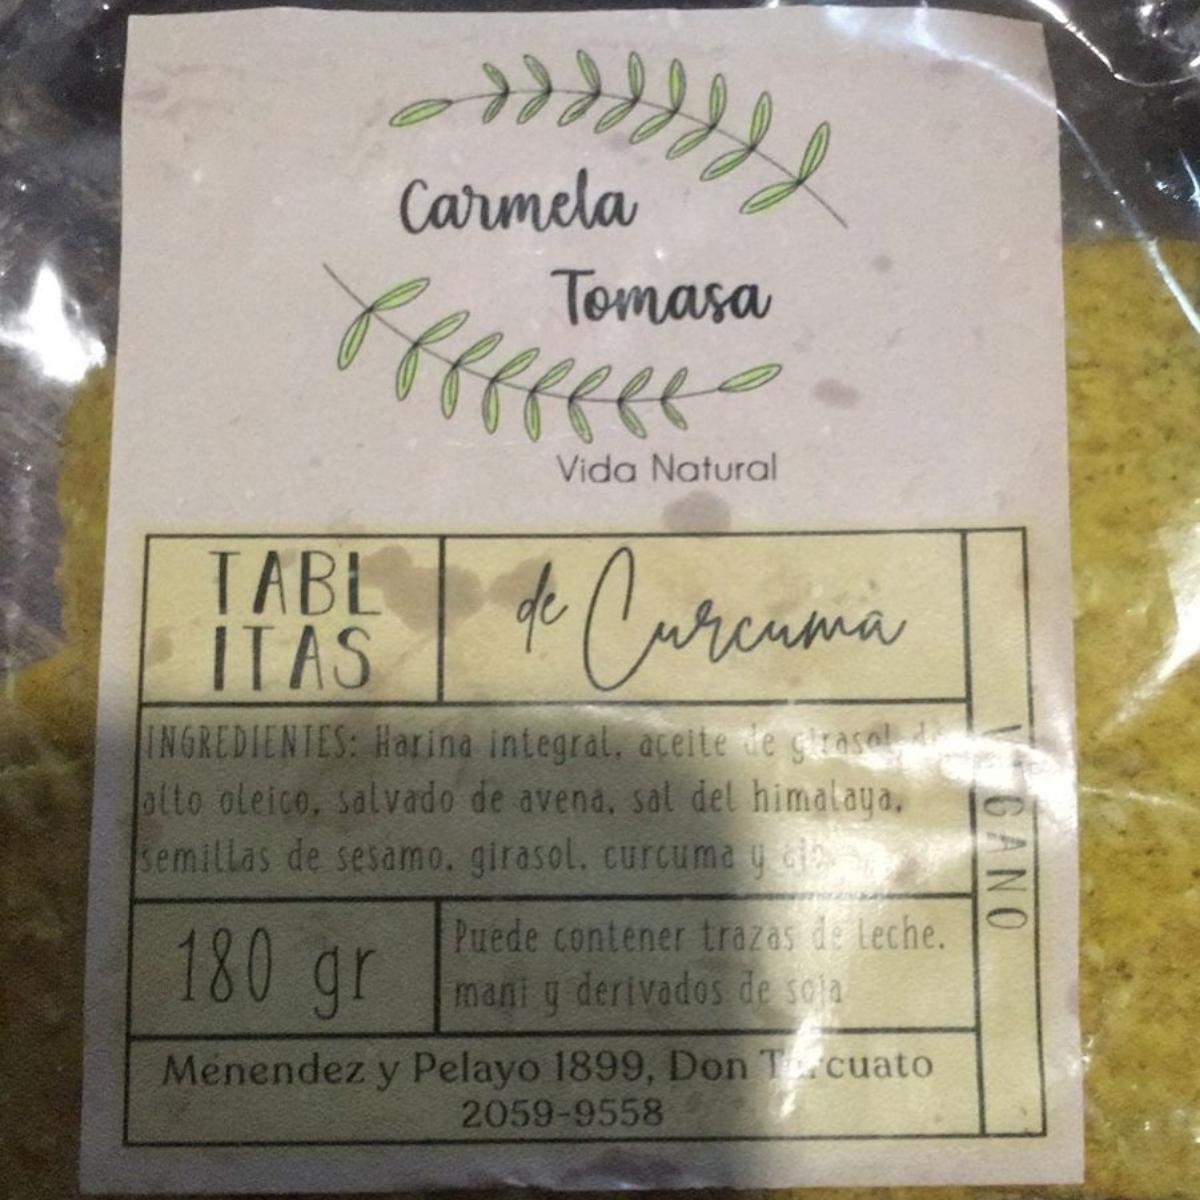 Carmela
Tomasa
Vida Natural
TABL
ITAS
de Curcuma
INGREDIENTES: Harina integral, aceite de girasol de
alto oleico, salvado de avena, sal del himalaya,
semillas de sesamo, girasol, curcuma y ajo
VEGANO
180 gr
Puede contener trazas de leche,
mani y derivados de soja
Menendez y Pelayo 1899, Don Torcuato
2059-9558